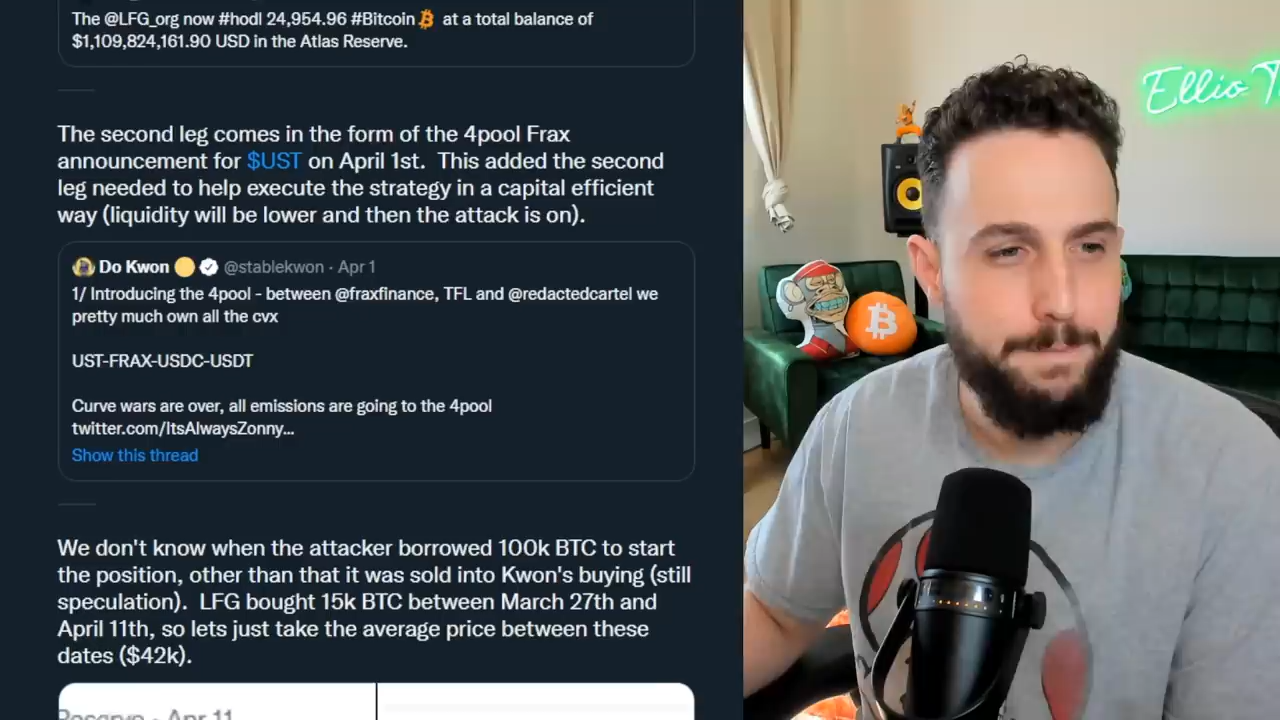 The @LFG_org now #hodl 24,954.96 #Bitcoin at a total balance of
$1,109,824,161.90 USD in the Atlas Reserve.
The second leg comes in the form of the 4pool Frax
announcement for $UST on April 1st. This added the second
leg needed to help execute the strategy in a capital efficient
way (liquidity will be lower and then the attack is on).
Do Kwon @stablekwon · Apr 1
1/ Introducing the 4pool - between @fraxfinance, TFL and @redactedcartel we
pretty much own all the cvx
UST-FRAX-USDC-USDT
Curve wars are over, all emissions are going to the 4pool
twitter.com/ItsAlwaysZonny...
Show this thread
We don't know when the attacker borrowed 100k BTC to start
the position, other than that it was sold into Kwon's buying (still
speculation). LFG bought 15k BTC between March 27th and
April 11th, so lets just take the average price between these
dates ($42k).
Reserve · Apr 11
Ellio